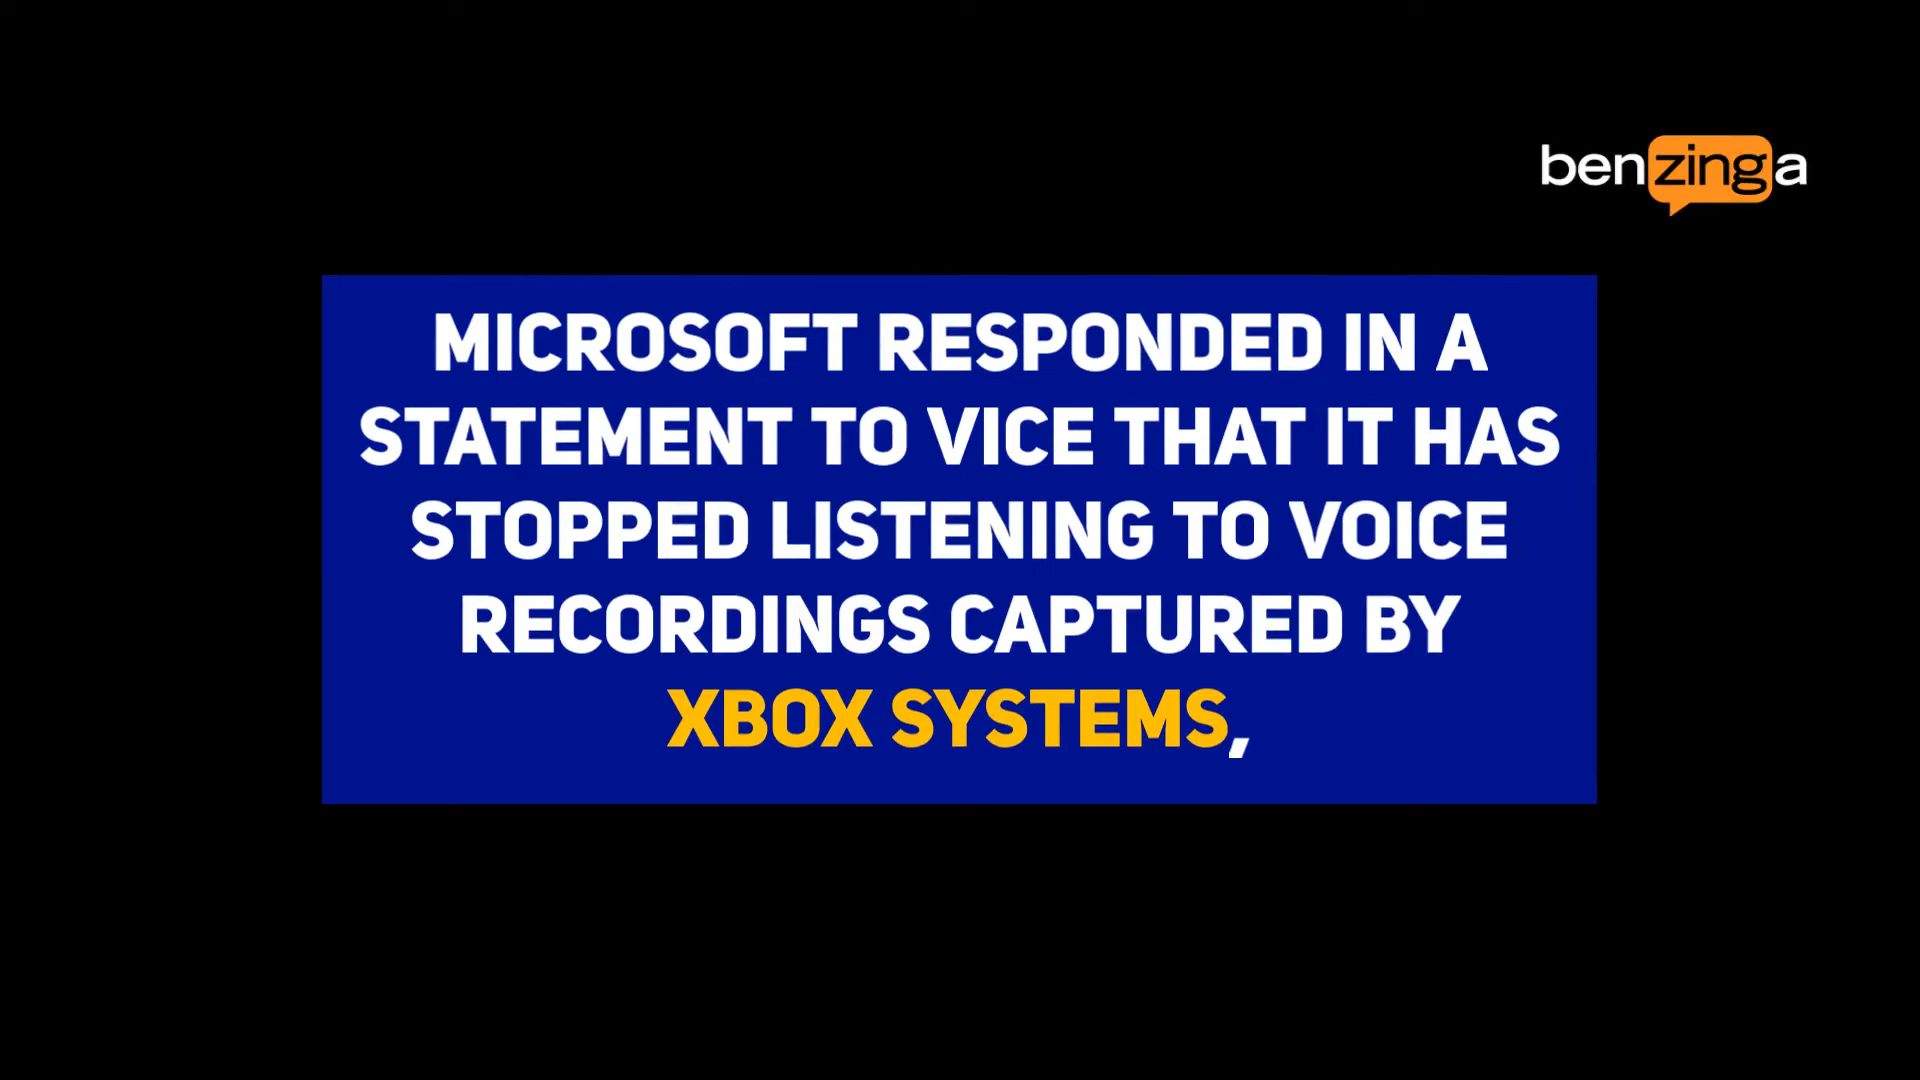 benzinga
MICROSOFT RESPONDED IN A
STATEMENT TO VICE THAT IT HAS
STOPPED LISTENING TO VOICE
RECORDINGS CAPTURED BY
XBOX SYSTEMS,